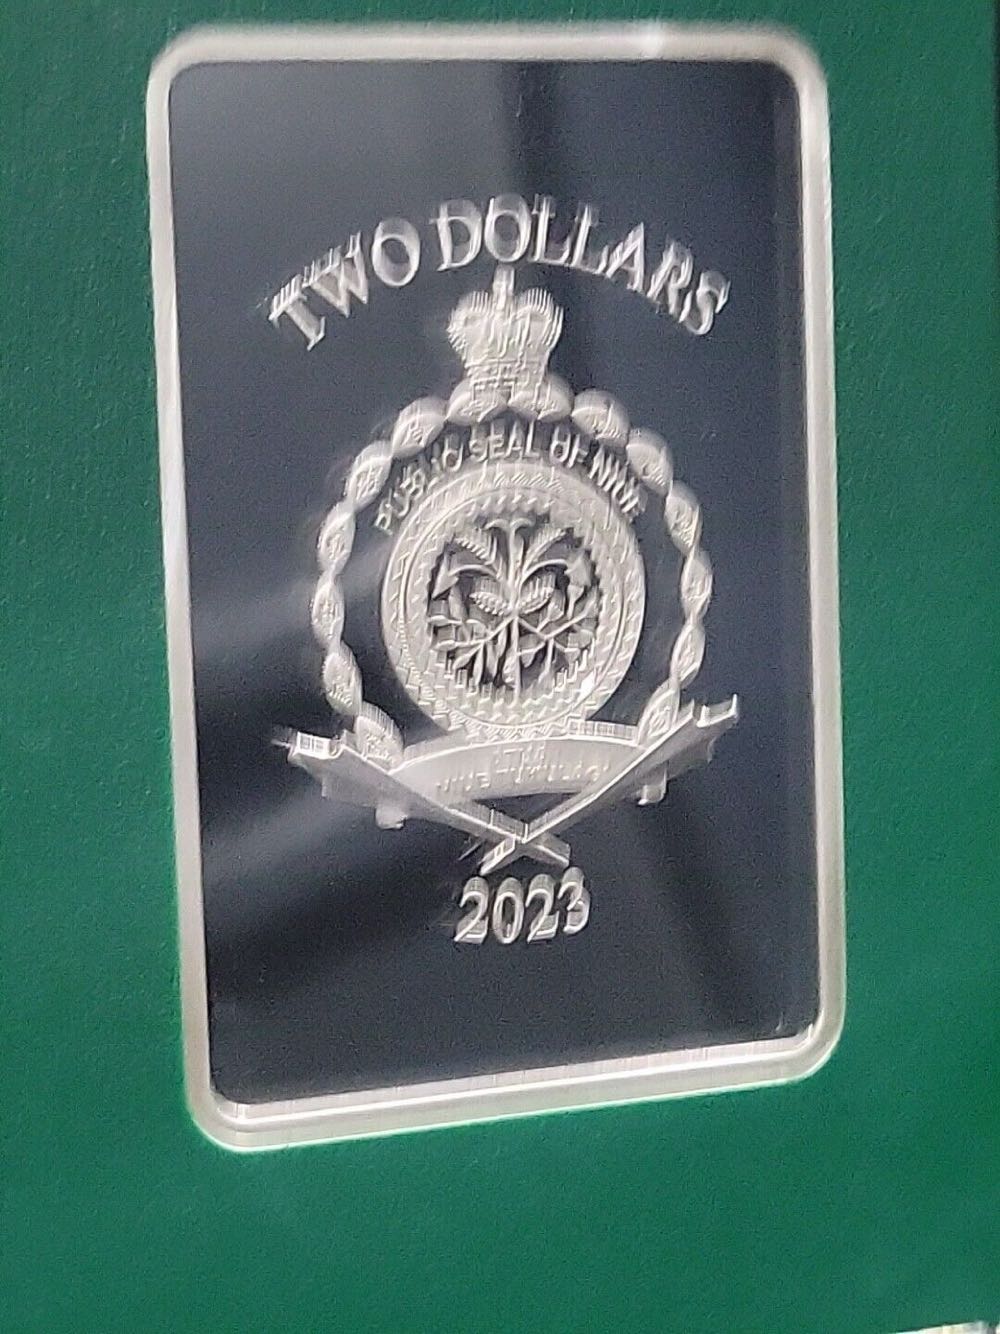 TWO DOLLARS
PUBLIC SEAL OF NIUE
2023